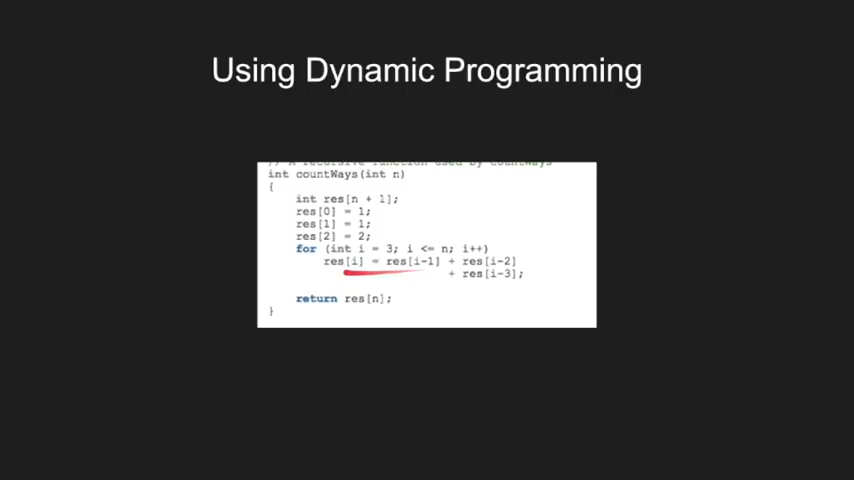 Using Dynamic Programming
// A recursive function used by countWays
int countWays(int n)
{
int res[n + 1];
res[0] = 1;
res[1] = 1;
res[2] = 2;
for (int i = 3; i <= n; i++)
res[i] = res[i-1] + res[i-2]
+ res[i-3];
return res[n];
}